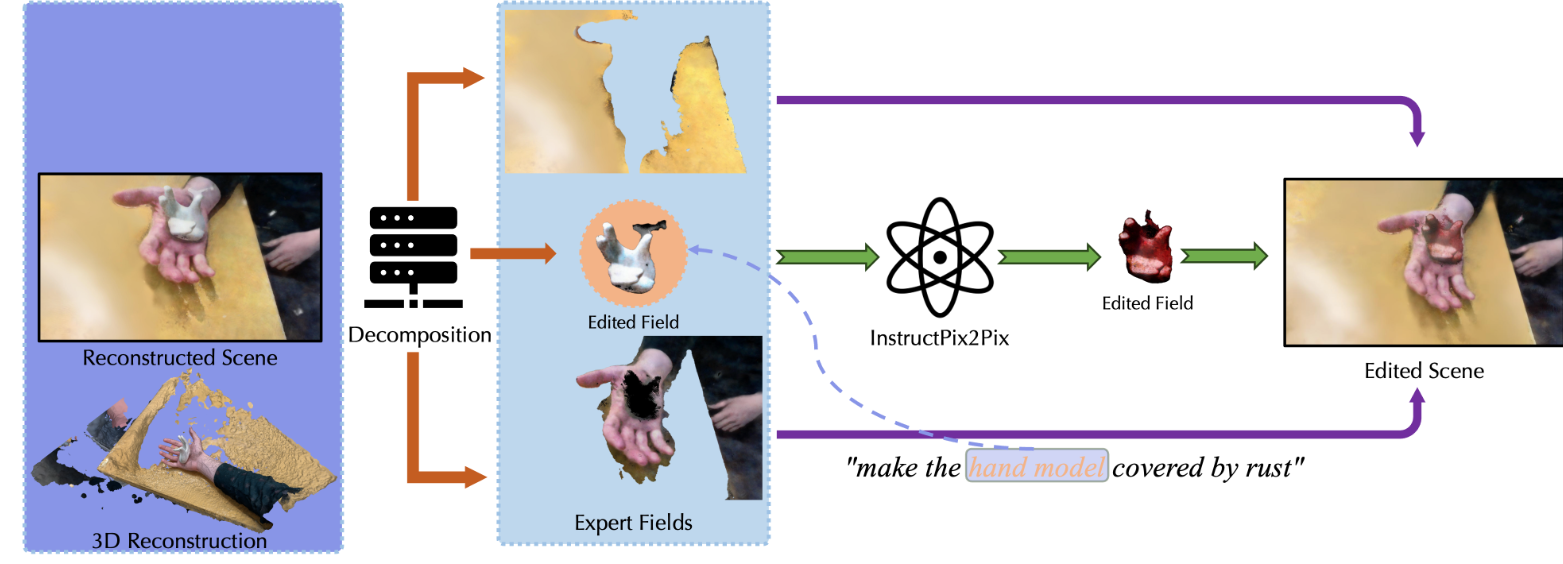 Reconstructed Scene
3D Reconstruction
Decomposition
Edited Field
Expert Fields
InstructPix2Pix
Edited Field
Edited Scene
"make the hand model covered by rust"